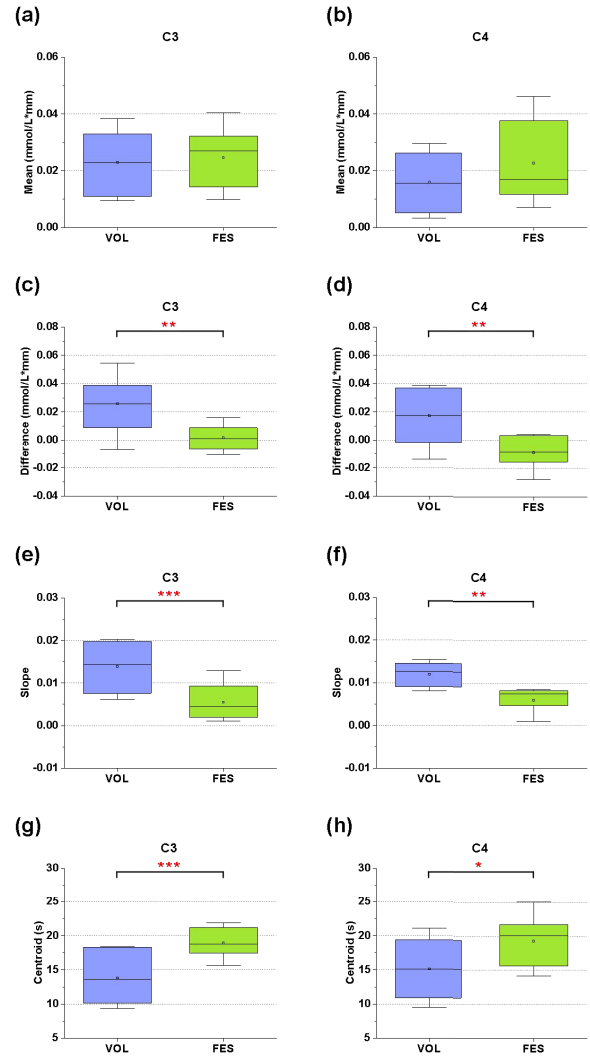 (a)
C3
Mean (mmol/L*mm)
0.06
0.04
0.02
0.00
VOL FES
(b)
C4
Mean (mmol/L*mm)
0.06
0.04
0.02
0.00
VOL FES
(c)
C3
Difference (mmol/L*mm)
0.08
0.06
0.04
0.02
0.00
-0.02
-0.04
**
VOL FES
(d)
C4
Difference (mmol/L*mm)
0.08
0.06
0.04
0.02
0.00
-0.02
-0.04
**
VOL FES
(e)
C3
Slope
0.03
0.02
0.01
0.00
-0.01
***
VOL FES
(f)
C4
Slope
0.03
0.02
0.01
0.00
-0.01
**
VOL FES
(g)
C3
Centroid (s)
30
25
20
15
10
5
***
VOL FES
(h)
C4
Centroid (s)
30
25
20
15
10
5
*
VOL FES